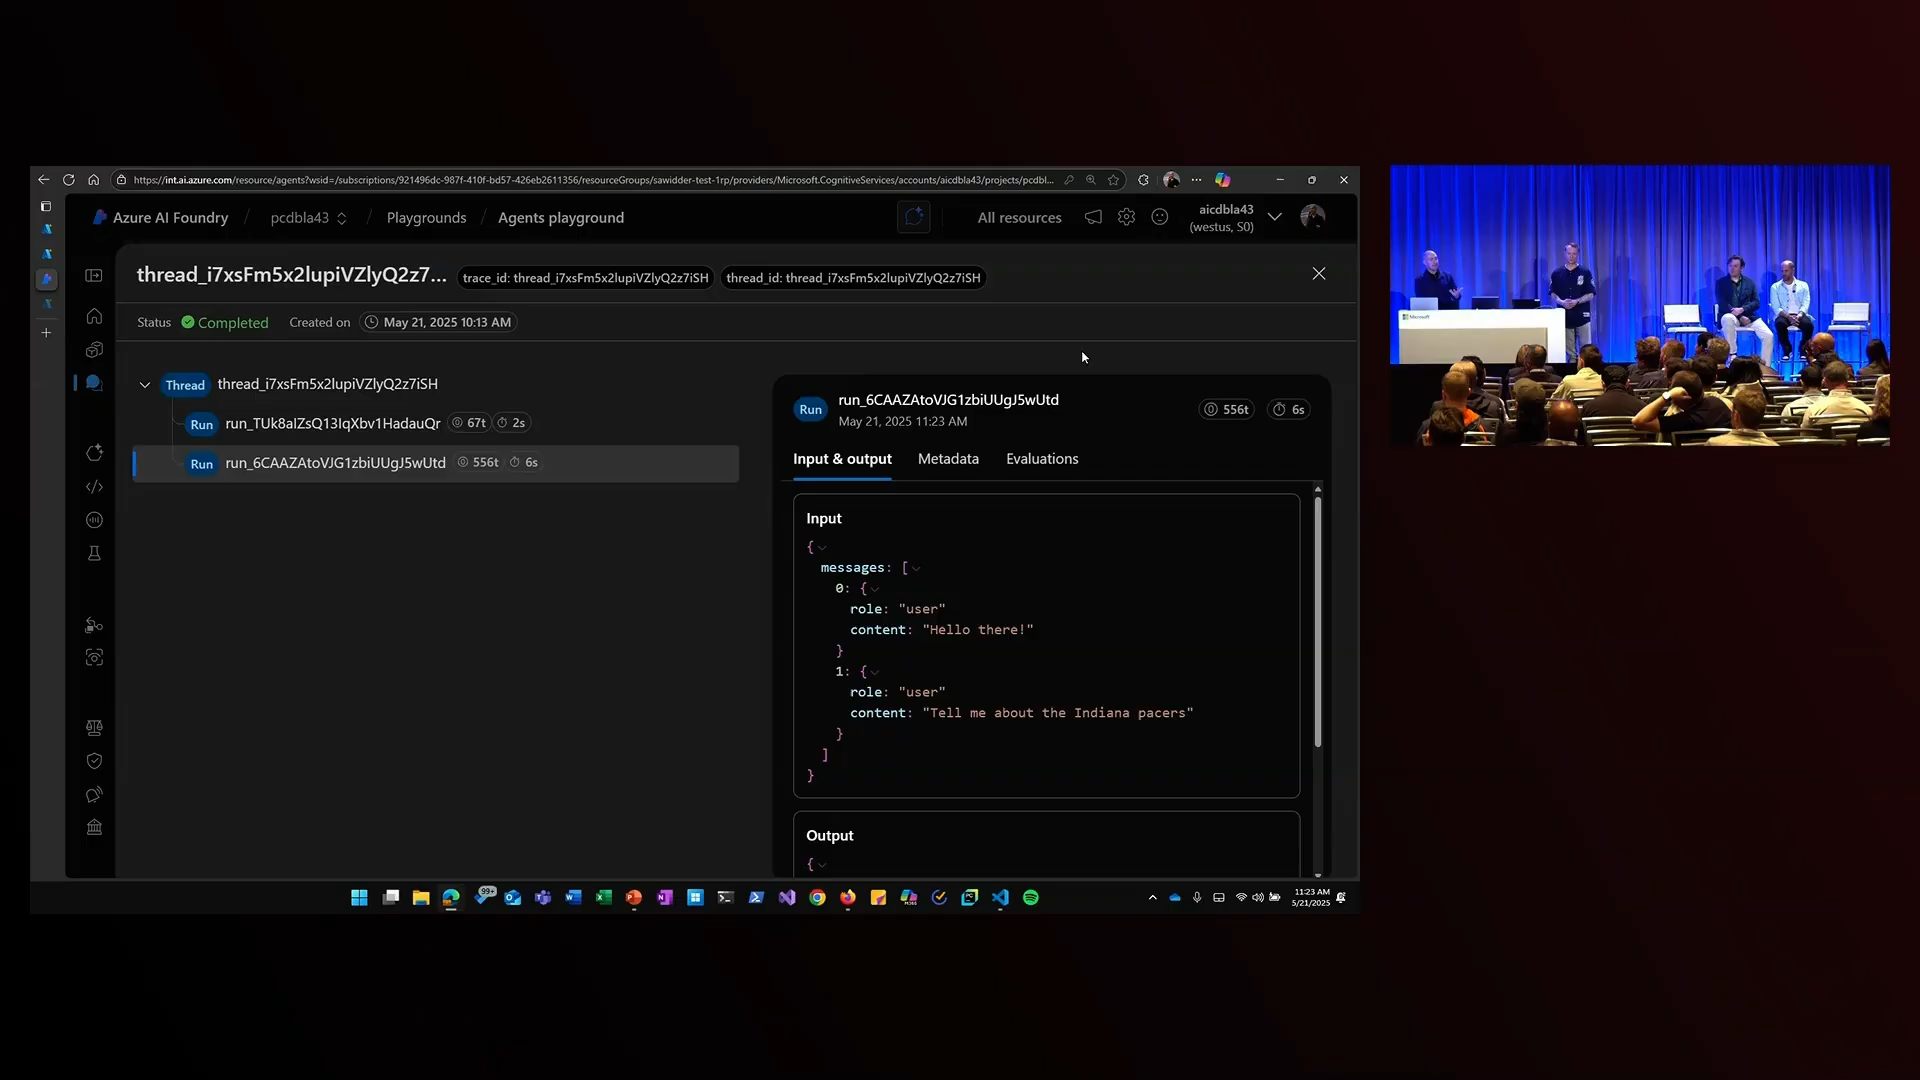 https://int.ai.azure.com/resource/agents?wsid=/subscriptions/921496dc-987f-410f-bd57-426eb2611356/resourceGroups/sawidder-test-1rp/providers/Microsoft.CognitiveServices/accounts/aicdbla43/projects/pcdbl...
Azure AI Foundry / pcdbla43 / Playgrounds / Agents playground
All resources
aicdbla43
(westus, S0)
thread_i7xsFm5x2lupiVZlyQ2z7... trace_id: thread_i7xsFm5x2lupiVZlyQ2z7iSH thread_id: thread_i7xsFm5x2lupiVZlyQ2z7iSH
Status Completed Created on May 21, 2025 10:13 AM
Thread thread_i7xsFm5x2lupiVZlyQ2z7iSH
Run run_TUk8alZsQ13IqXbv1HadauQr 67t 2s
Run run_6CAAZAtoVJG1zbiUUgJ5wUtd 556t 6s
Run run_6CAAZAtoVJG1zbiUUgJ5wUtd 556t 6s
May 21, 2025 11:23 AM
Input & output Metadata Evaluations
Input
{
messages: [
0: {
role: "user"
content: "Hello there!"
}
1: {
role: "user"
content: "Tell me about the Indiana pacers"
}
]
}
Output
{
99+
11:23 AM
5/21/2025
Microsoft